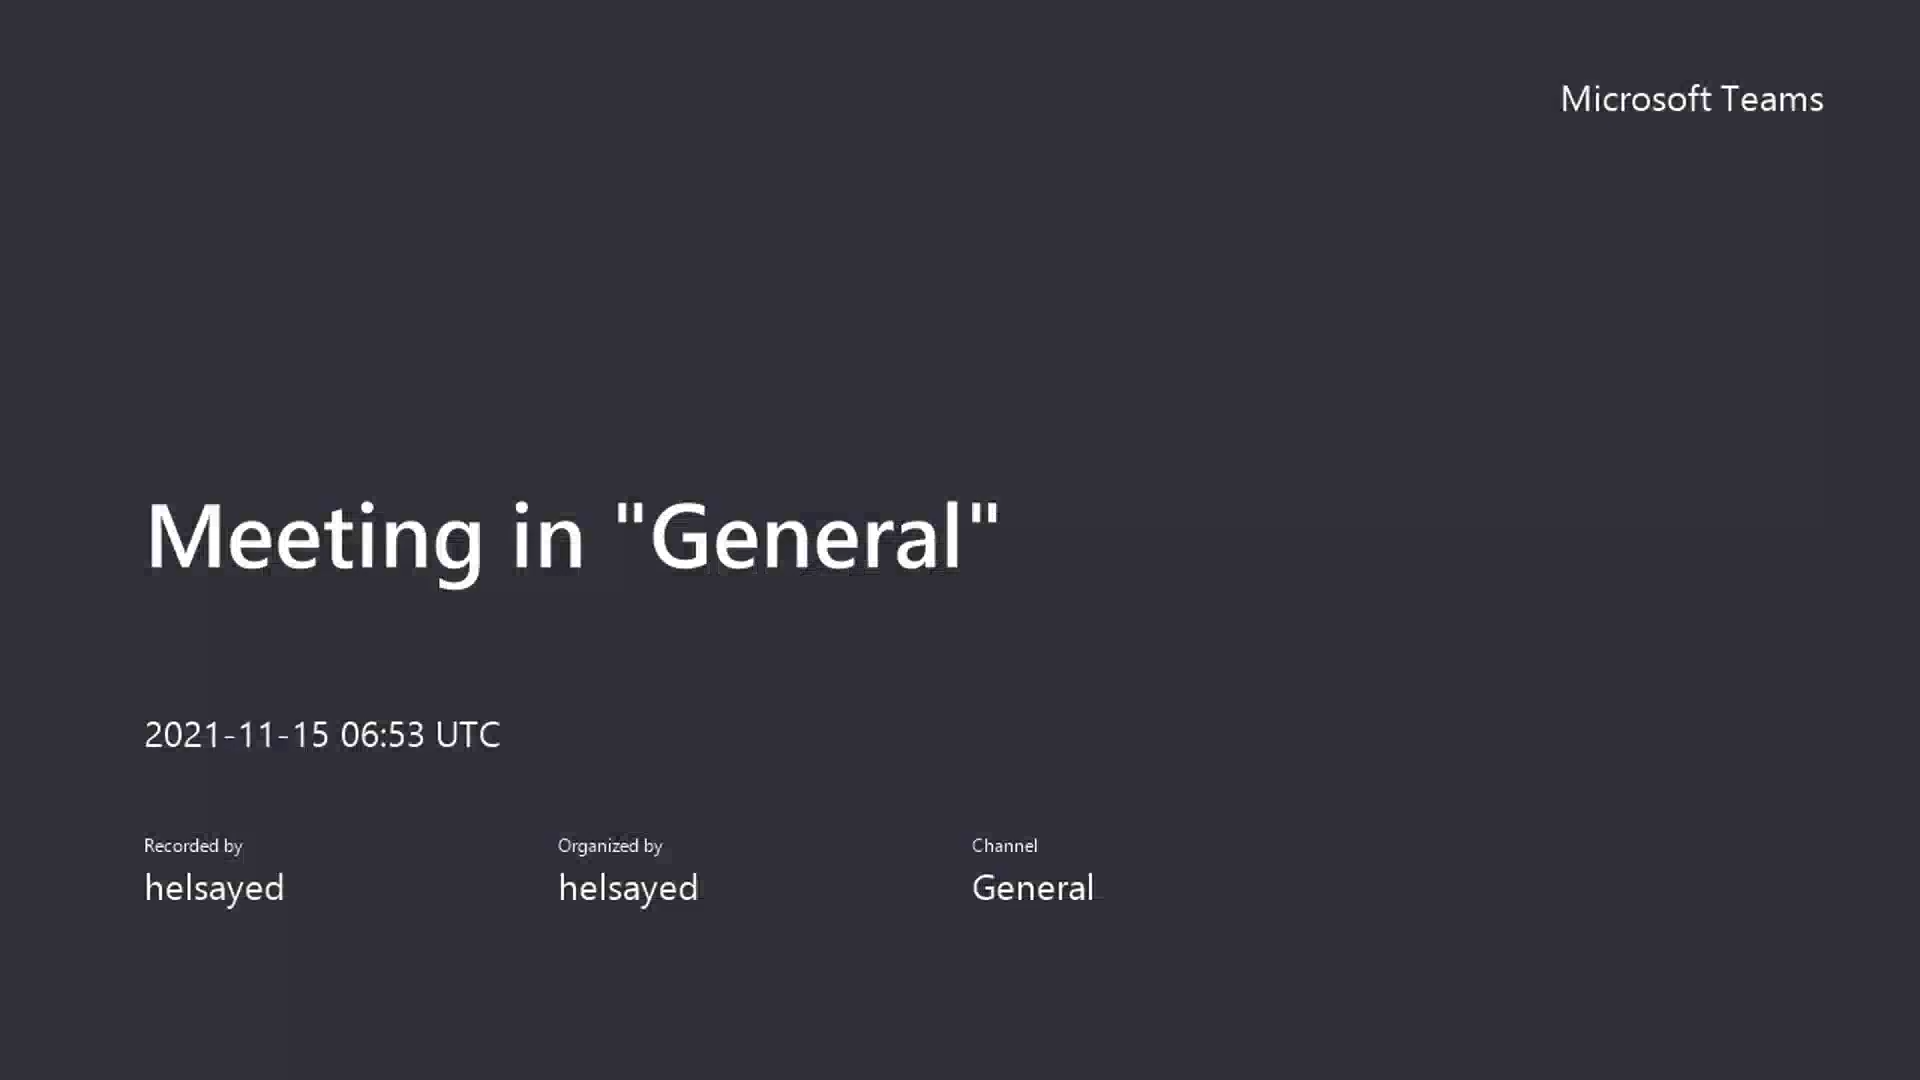 Microsoft Teams
Meeting in "General"
2021-11-15 06:53 UTC
Recorded by
helsayed
Organized by
helsayed
Channel
General